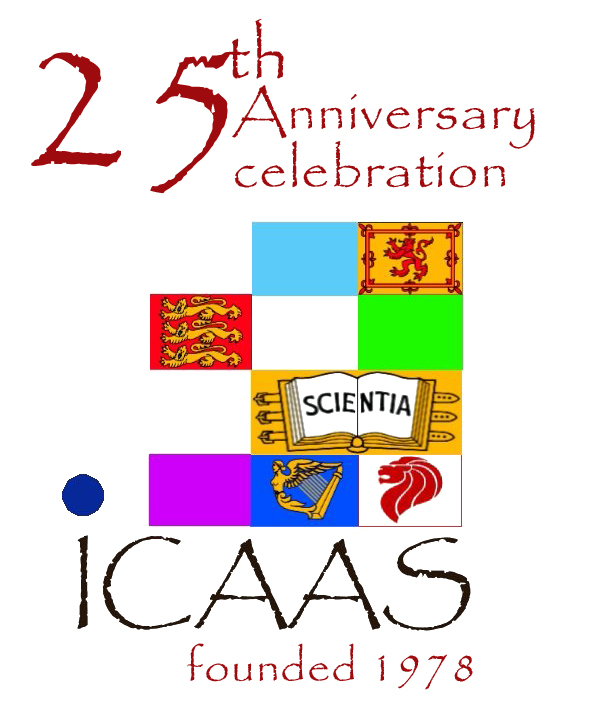 25th
Anniversary
celebration
SCIENTIA
iCAAS
founded 1978